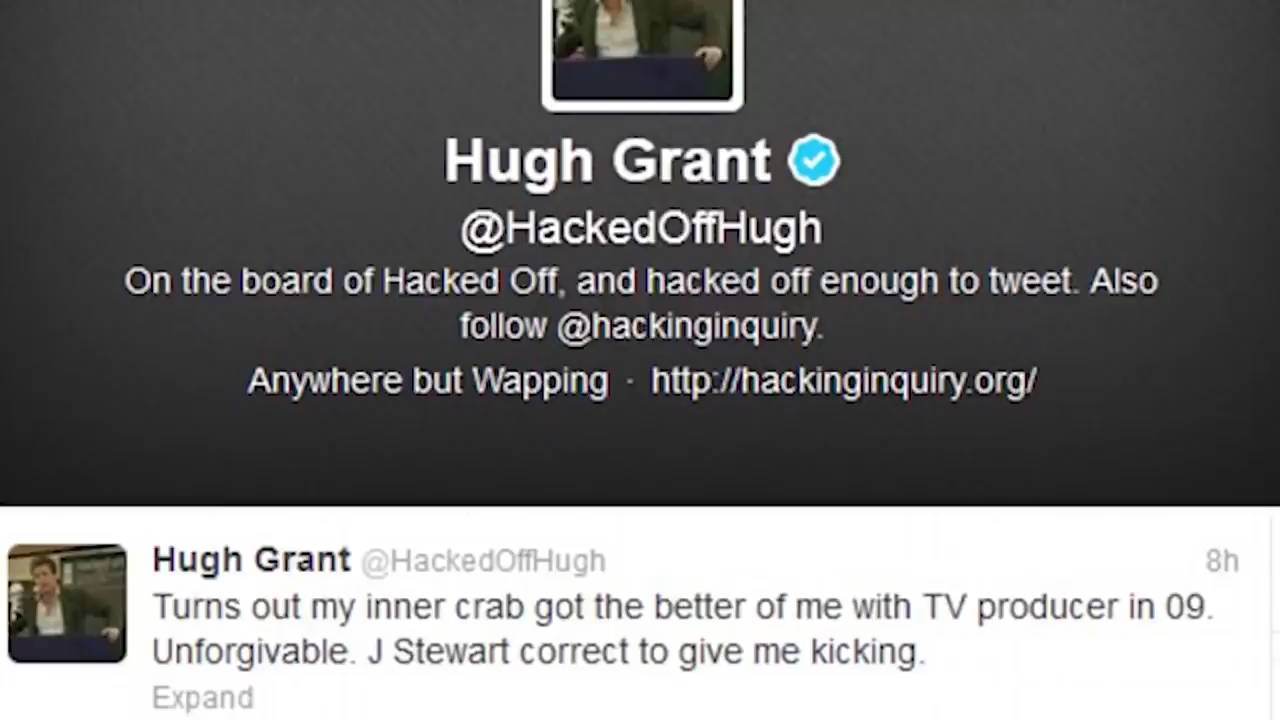 Hugh Grant
@HackedOffHugh
On the board of Hacked Off, and hacked off enough to tweet. Also
follow @hackinginquiry.
Anywhere but Wapping · http://hackinginquiry.org/
Hugh Grant @HackedOffHugh 8h
Turns out my inner crab got the better of me with TV producer in 09.
Unforgivable. J Stewart correct to give me kicking.
Expand